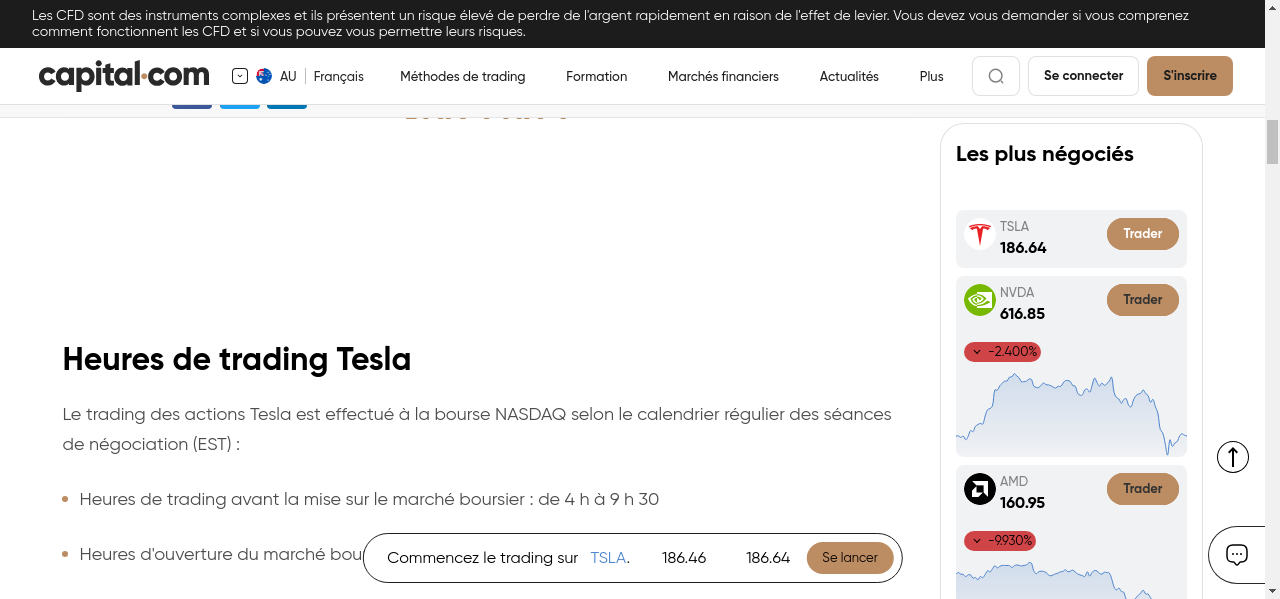 Les CFD sont des instruments complexes et ils présentent un risque élevé de perdre de l'argent rapidement en raison de l'effet de levier. Vous devez vous demander si vous comprenez
comment fonctionnent les CFD et si vous pouvez vous permettre leurs risques.
capital.com
AU
Français
Méthodes de trading
Formation
Marchés financiers
Actualités
Plus
Se connecter
S'inscrire
Les plus négociés
TSLA
186.64
Trader
NVDA
616.85
Trader
-2.400%
AMD
160.95
Trader
-9.930%
Heures de trading Tesla
Le trading des actions Tesla est effectué à la bourse NASDAQ selon le calendrier régulier des séances
de négociation (EST) :
Heures de trading avant la mise sur le marché boursier : de 4 h à 9 h 30
Heures d'ouverture du marché bou
Commencez le trading sur TSLA. 186.46 186.64 Se lancer